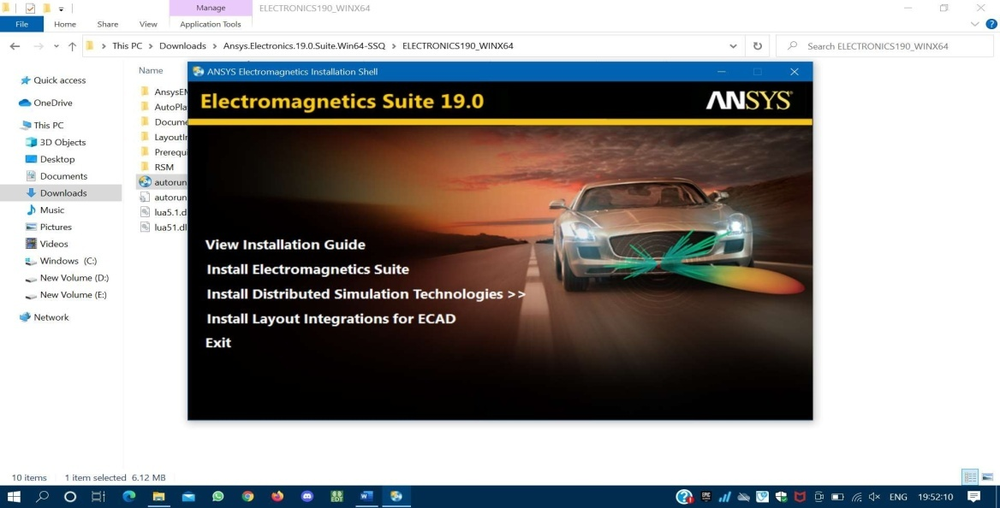 Manage
ELECTRONICS190_WINX64
File
Home
Share
View
Application Tools
This PC > Downloads > Ansys.Electronics.19.0.Suite.Win64-SSQ > ELECTRONICS190_WINX64
Search ELECTRONICS190_WINX64
Quick access
OneDrive
This PC
3D Objects
Desktop
Documents
Downloads
Music
Pictures
Videos
Windows (C:)
New Volume (D:)
New Volume (E:)
Network
Name
AnsysEM
AutoPla
Docume
LayoutIn
Prerequi
RSM
autorun
autorun
lua5.1.d
lua51.dl
ANSYS Electromagnetics Installation Shell
Electromagnetics Suite 19.0
ANSYS
View Installation Guide
Install Electromagnetics Suite
Install Distributed Simulation Technologies >>
Install Layout Integrations for ECAD
Exit
10 items
1 item selected 6.12 MB
EDT
W
EPIC
ENG
19:52:10